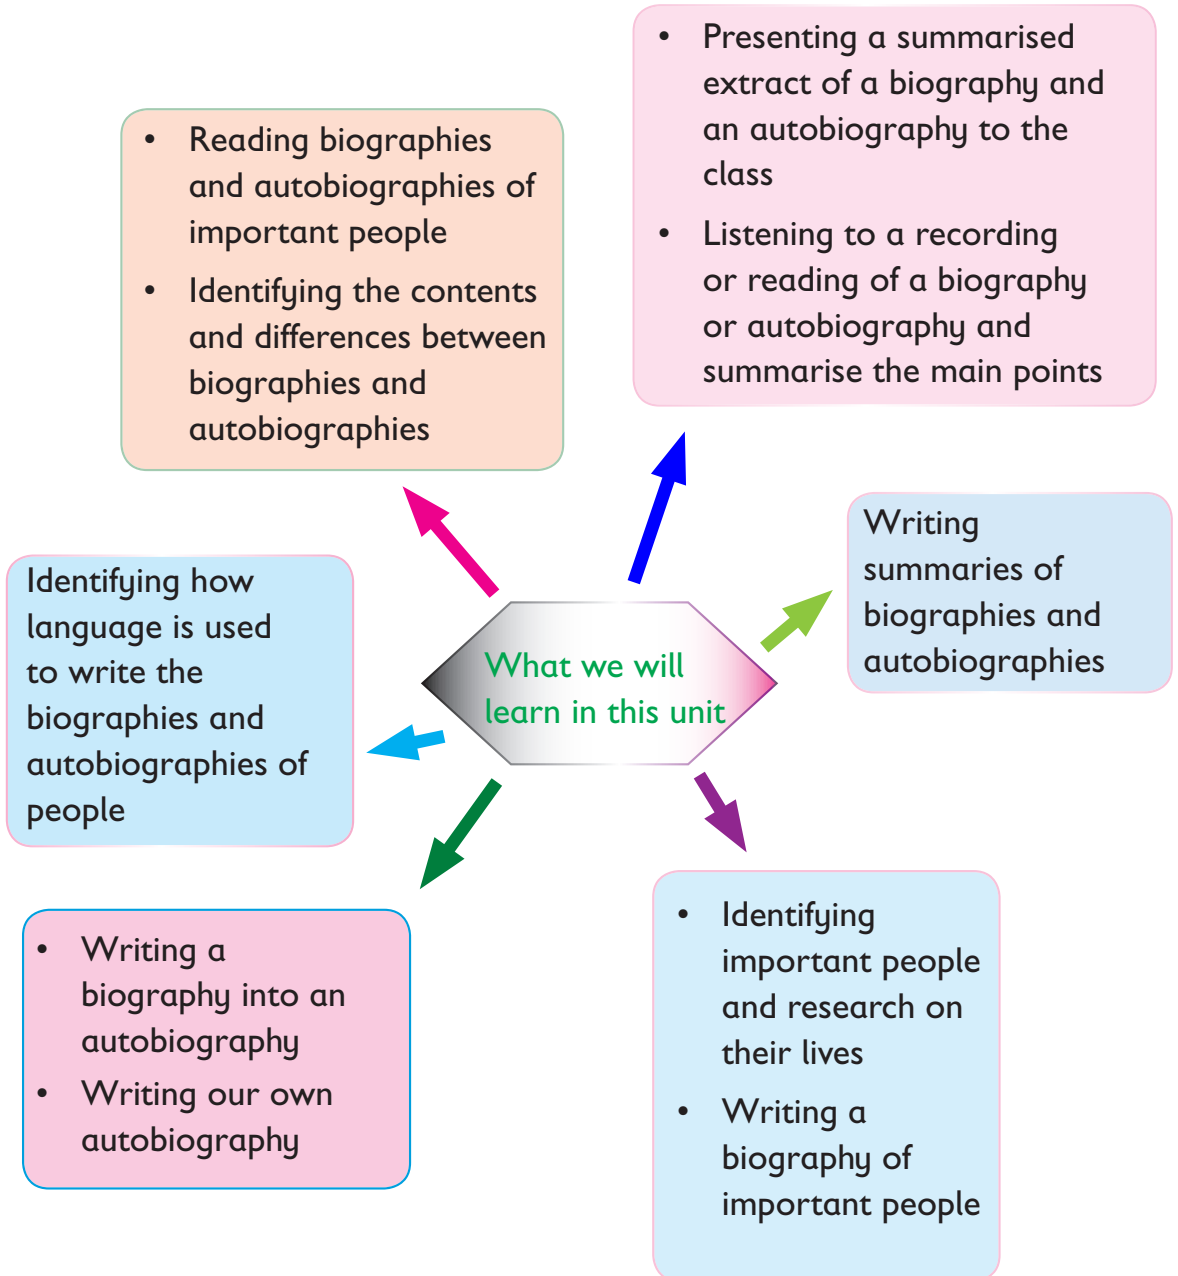 • Presenting a summarised
extract of a biography and
an autobiography to the
class
• Listening to a recording
or reading of a biography
or autobiography and
summarise the main points
• Reading biographies
and autobiographies of
important people
• Identifying the contents
and differences between
biographies and
autobiographies
Writing
summaries of
biographies and
autobiographies
Identifying how
language is used
to write the
biographies and
autobiographies of
people
What we will
learn in this unit
• Identifying
important people
and research on
their lives
• Writing a
biography of
important people
• Writing a
biography into an
autobiography
• Writing our own
autobiography